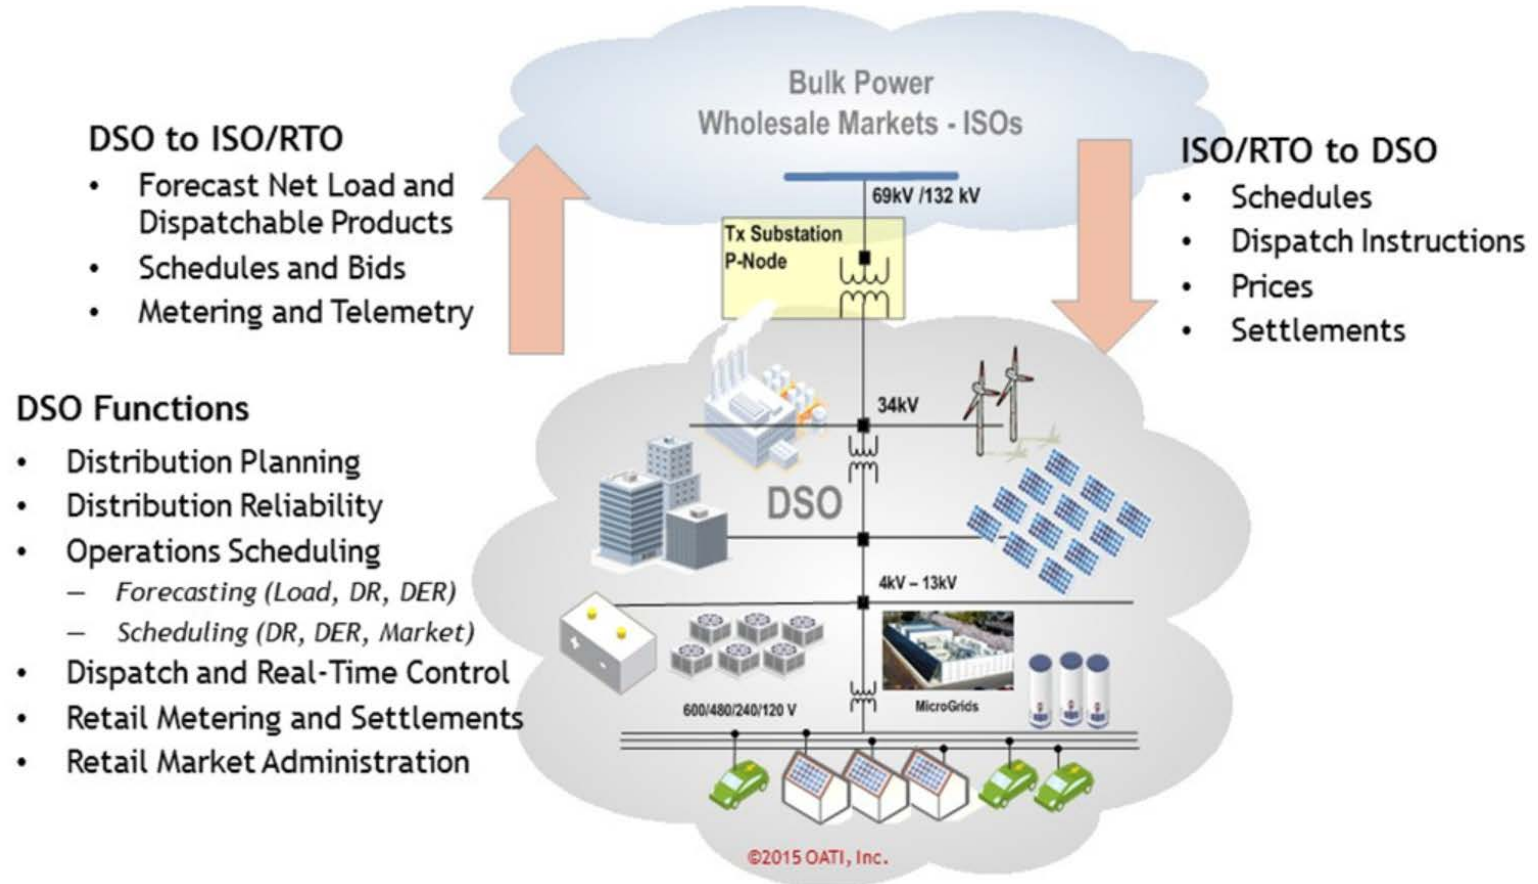 Bulk Power
Wholesale Markets - ISOs
DSO to ISO/RTO
• Forecast Net Load and
Dispatchable Products
• Schedules and Bids
• Metering and Telemetry
ISO/RTO to DSO
• Schedules
• Dispatch Instructions
• Prices
• Settlements
69kV /132 kV
Tx Substation
P-Node
DSO Functions
• Distribution Planning
• Distribution Reliability
• Operations Scheduling
– Forecasting (Load, DR, DER)
– Scheduling (DR, DER, Market)
• Dispatch and Real-Time Control
• Retail Metering and Settlements
• Retail Market Administration
34kV
DSO
4kV – 13kV
600/480/240/120 V
MicroGrids
©2015 OATI, Inc.